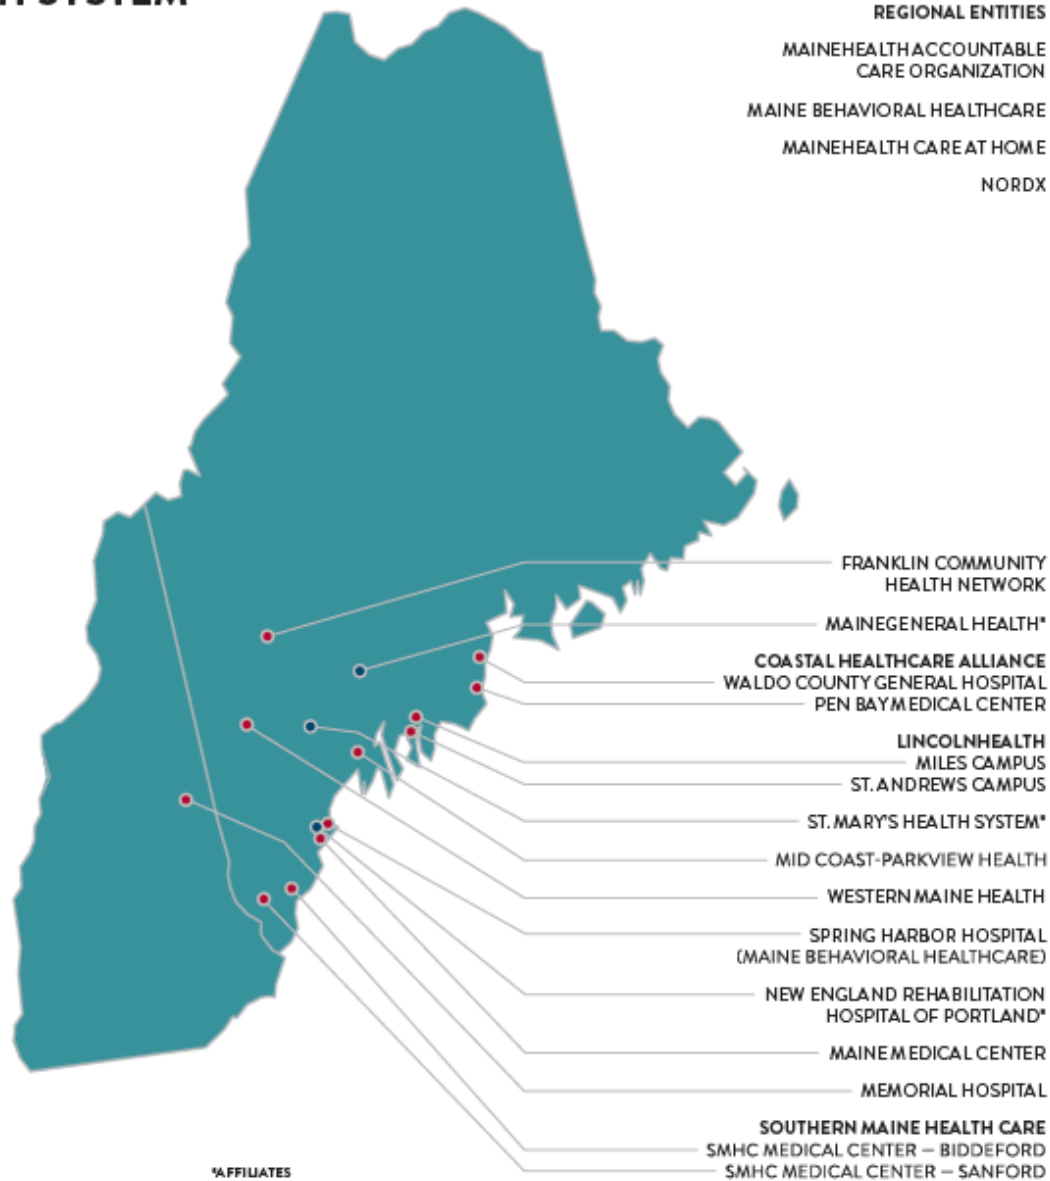 SYSTEM
REGIONAL ENTITIES
MAINEHEALTH ACCOUNTABLE
CARE ORGANIZATION
MAINE BEHAVIORAL HEALTHCARE
MAINEHEALTH CARE AT HOME
NORDX
FRANKLIN COMMUNITY
HEALTH NETWORK
MAINEGENERAL HEALTH*
COASTAL HEALTHCARE ALLIANCE
WALDO COUNTY GENERAL HOSPITAL
PEN BAY MEDICAL CENTER
LINCOLNHEALTH
MILES CAMPUS
ST. ANDREWS CAMPUS
ST. MARY'S HEALTH SYSTEM*
MID COAST-PARKVIEW HEALTH
WESTERN MAINE HEALTH
SPRING HARBOR HOSPITAL
(MAINE BEHAVIORAL HEALTHCARE)
NEW ENGLAND REHABILITATION
HOSPITAL OF PORTLAND*
MAINE MEDICAL CENTER
MEMORIAL HOSPITAL
SOUTHERN MAINE HEALTH CARE
SMHC MEDICAL CENTER – BIDDEFORD
SMHC MEDICAL CENTER – SANFORD
*AFFILIATES